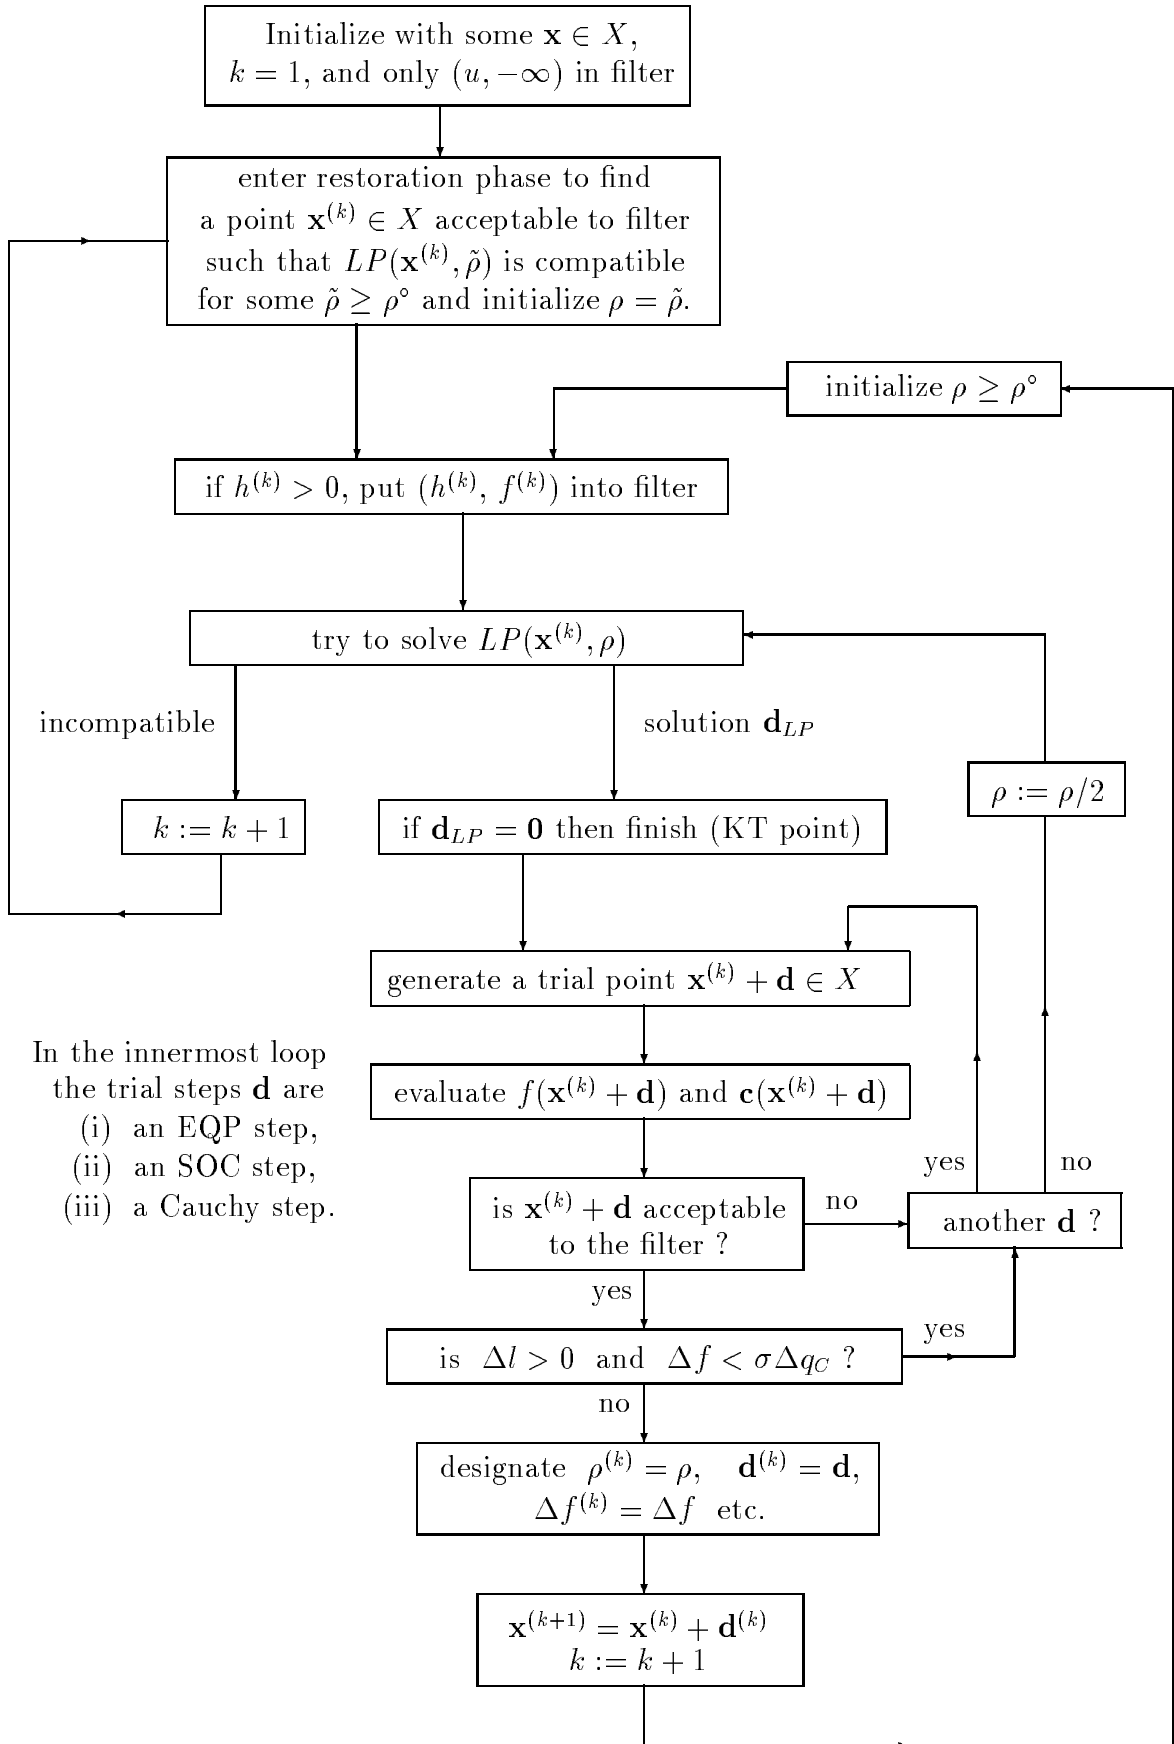 Initialize with some x ∈ X,
k = 1, and only (u, −∞) in filter
enter restoration phase to find
a point x^(k) ∈ X acceptable to filter
such that LP(x^(k), ρ̃) is compatible
for some ρ̃ ≥ ρ° and initialize ρ = ρ̃.
initialize ρ ≥ ρ°
if h^(k) > 0, put (h^(k), f^(k)) into filter
try to solve LP(x^(k), ρ)
incompatible
solution d_LP
ρ := ρ/2
k := k + 1
if d_LP = 0 then finish (KT point)
generate a trial point x^(k) + d ∈ X
In the innermost loop
the trial steps d are
(i) an EQP step,
(ii) an SOC step,
(iii) a Cauchy step.
evaluate f(x^(k) + d) and c(x^(k) + d)
yes
no
is x^(k) + d acceptable
to the filter ?
no
another d ?
yes
is Δl > 0 and Δf < σΔq_C ?
yes
no
designate ρ^(k) = ρ, d^(k) = d,
Δf^(k) = Δf etc.
x^(k+1) = x^(k) + d^(k)
k := k + 1